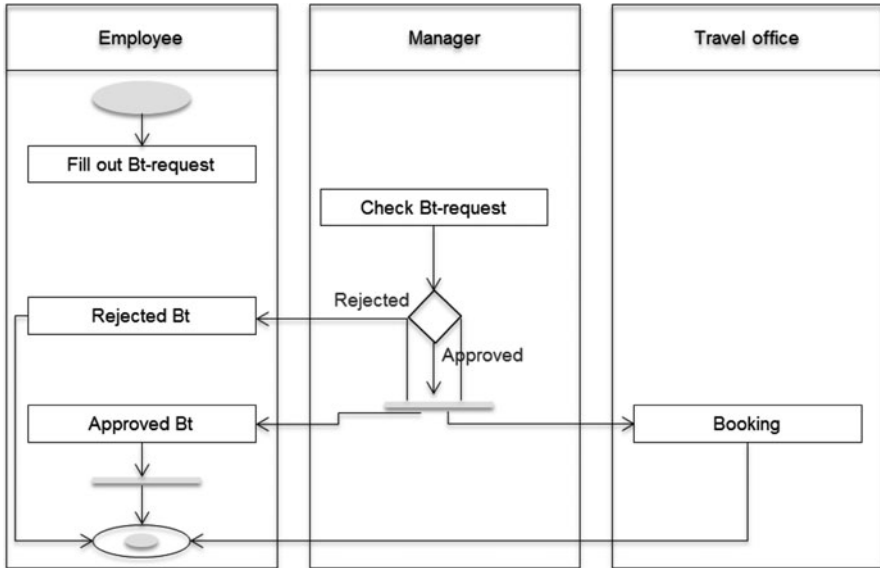 Employee
Manager
Travel office
Fill out Bt-request
Check Bt-request
Rejected
Rejected Bt
Approved
Approved Bt
Booking